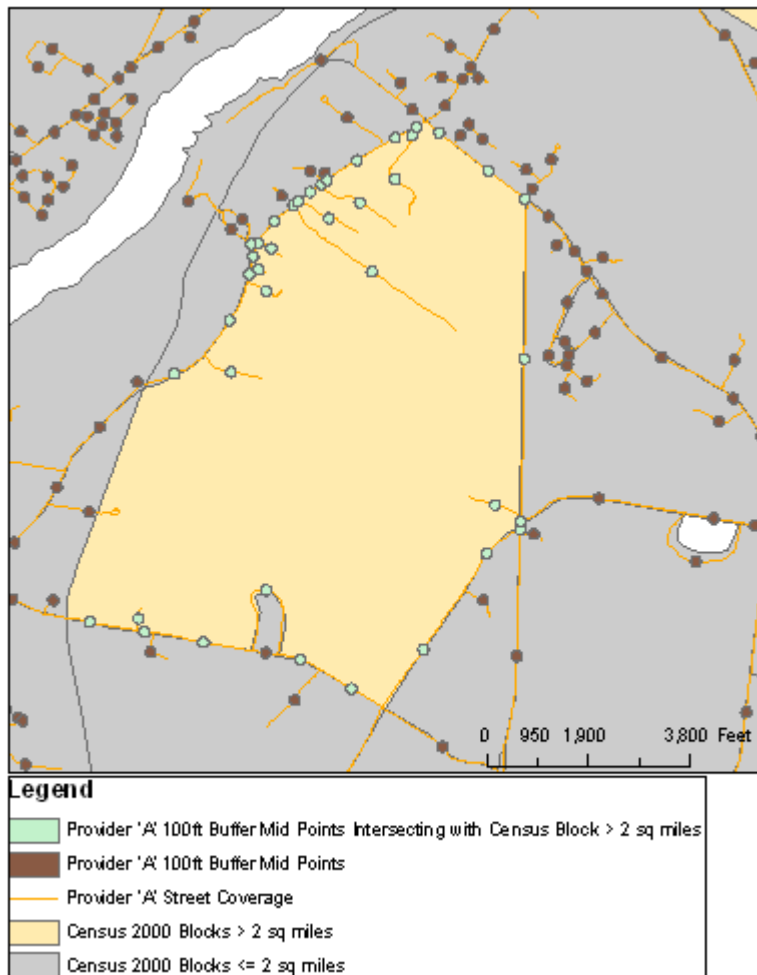 0 950 1,900 3,800 Feet
Legend
Provider 'A' 100ft Buffer Mid Points Intersecting with Census Block > 2 sq miles
Provider 'A' 100ft Buffer Mid Points
Provider 'A' Street Coverage
Census 2000 Blocks > 2 sq miles
Census 2000 Blocks <= 2 sq miles